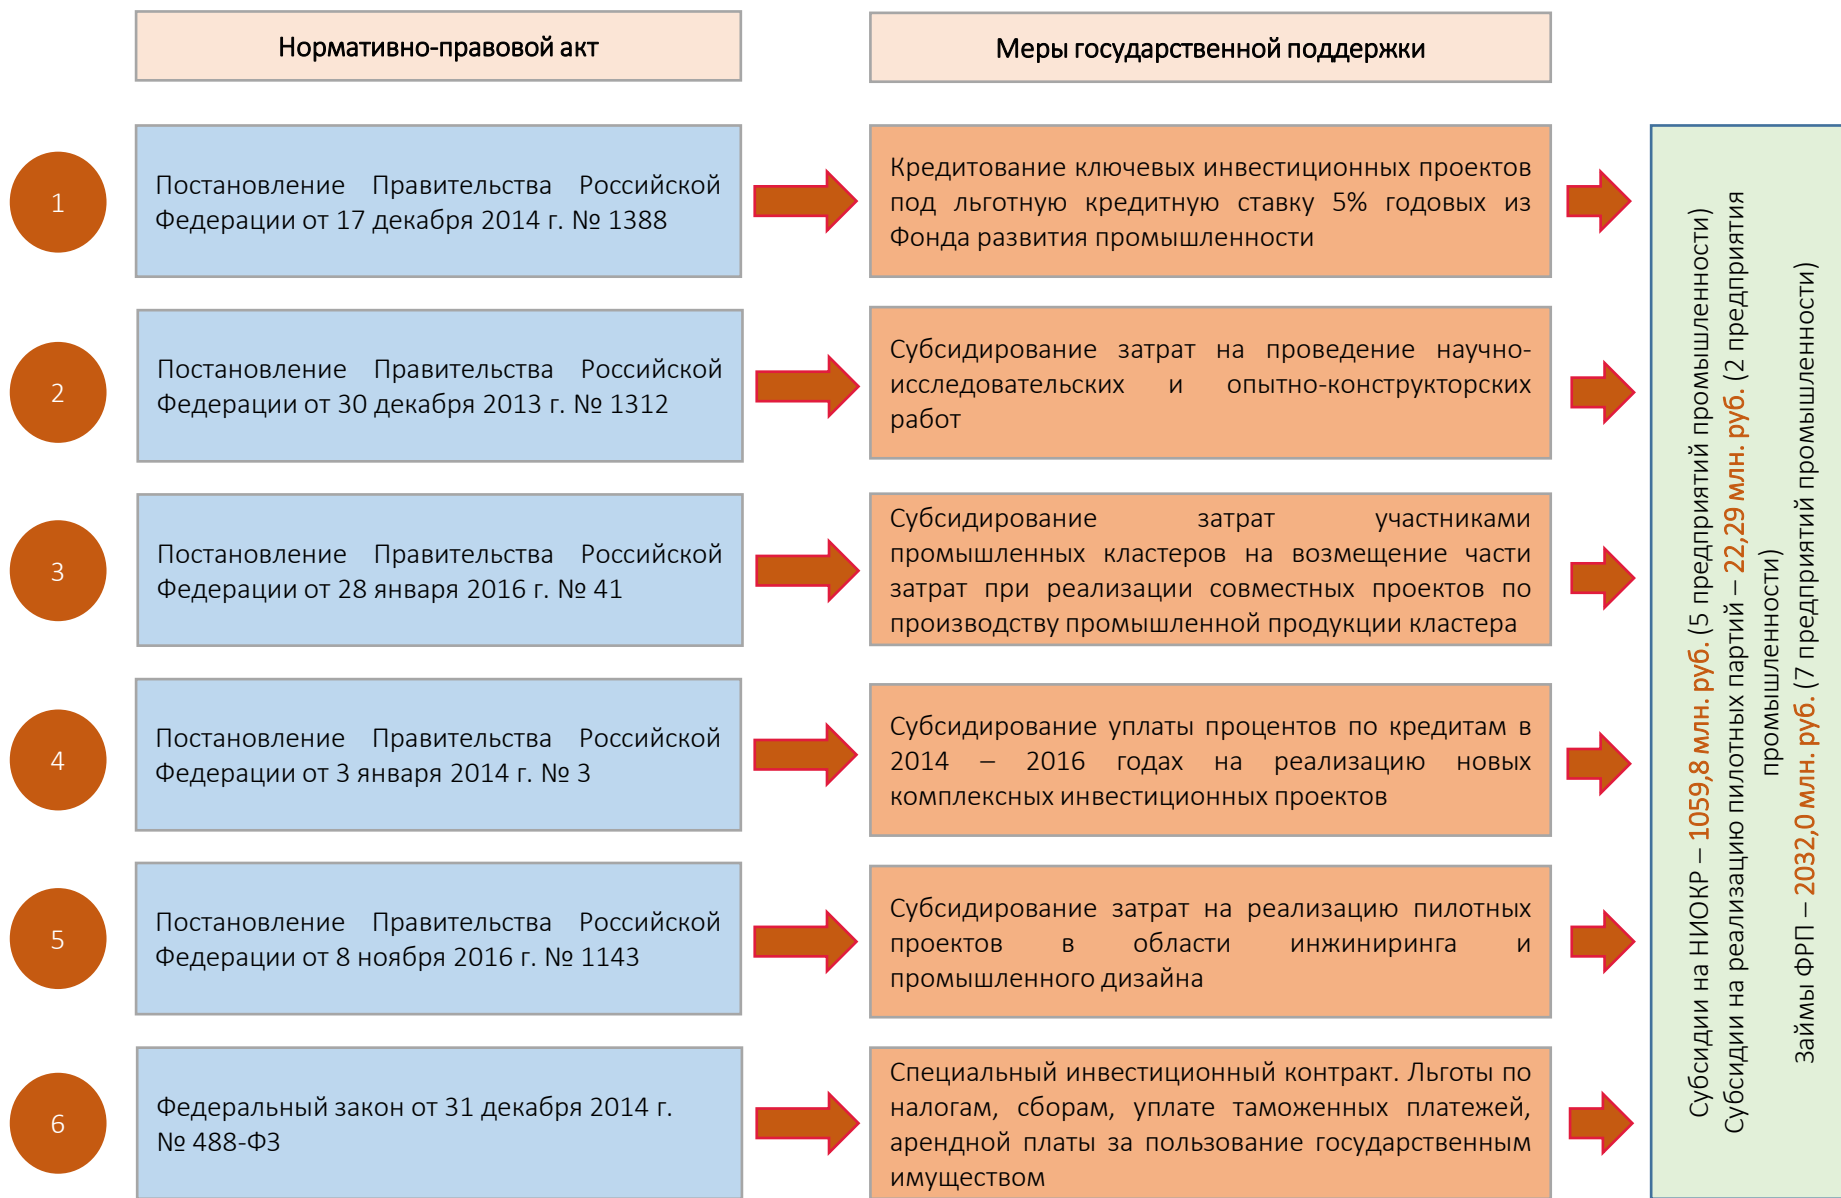 Нормативно-правовой акт
Меры государственной поддержки
1
Постановление Правительства Российской
Федерации от 17 декабря 2014 г. № 1388
Кредитование ключевых инвестиционных проектов
под льготную кредитную ставку 5% годовых из
Фонда развития промышленности
2
Постановление Правительства Российской
Федерации от 30 декабря 2013 г. № 1312
Субсидирование затрат на проведение научно-
исследовательских и опытно-конструкторских
работ
3
Постановление Правительства Российской
Федерации от 28 января 2016 г. № 41
Субсидирование затрат участниками
промышленных кластеров на возмещение части
затрат при реализации совместных проектов по
производству промышленной продукции кластера
4
Постановление Правительства Российской
Федерации от 3 января 2014 г. № 3
Субсидирование уплаты процентов по кредитам в
2014 – 2016 годах на реализацию новых
комплексных инвестиционных проектов
5
Постановление Правительства Российской
Федерации от 8 ноября 2016 г. № 1143
Субсидирование затрат на реализацию пилотных
проектов в области инжиниринга и
промышленного дизайна
6
Федеральный закон от 31 декабря 2014 г.
№ 488-ФЗ
Специальный инвестиционный контракт. Льготы по
налогам, сборам, уплате таможенных платежей,
арендной платы за пользование государственным
имуществом
Субсидии на НИОКР – 1059,8 млн. руб. (5 предприятий промышленности)
Субсидии на реализацию пилотных партий – 22,29 млн. руб. (2 предприятия
промышленности)
Займы ФРП – 2032,0 млн. руб. (7 предприятий промышленности)